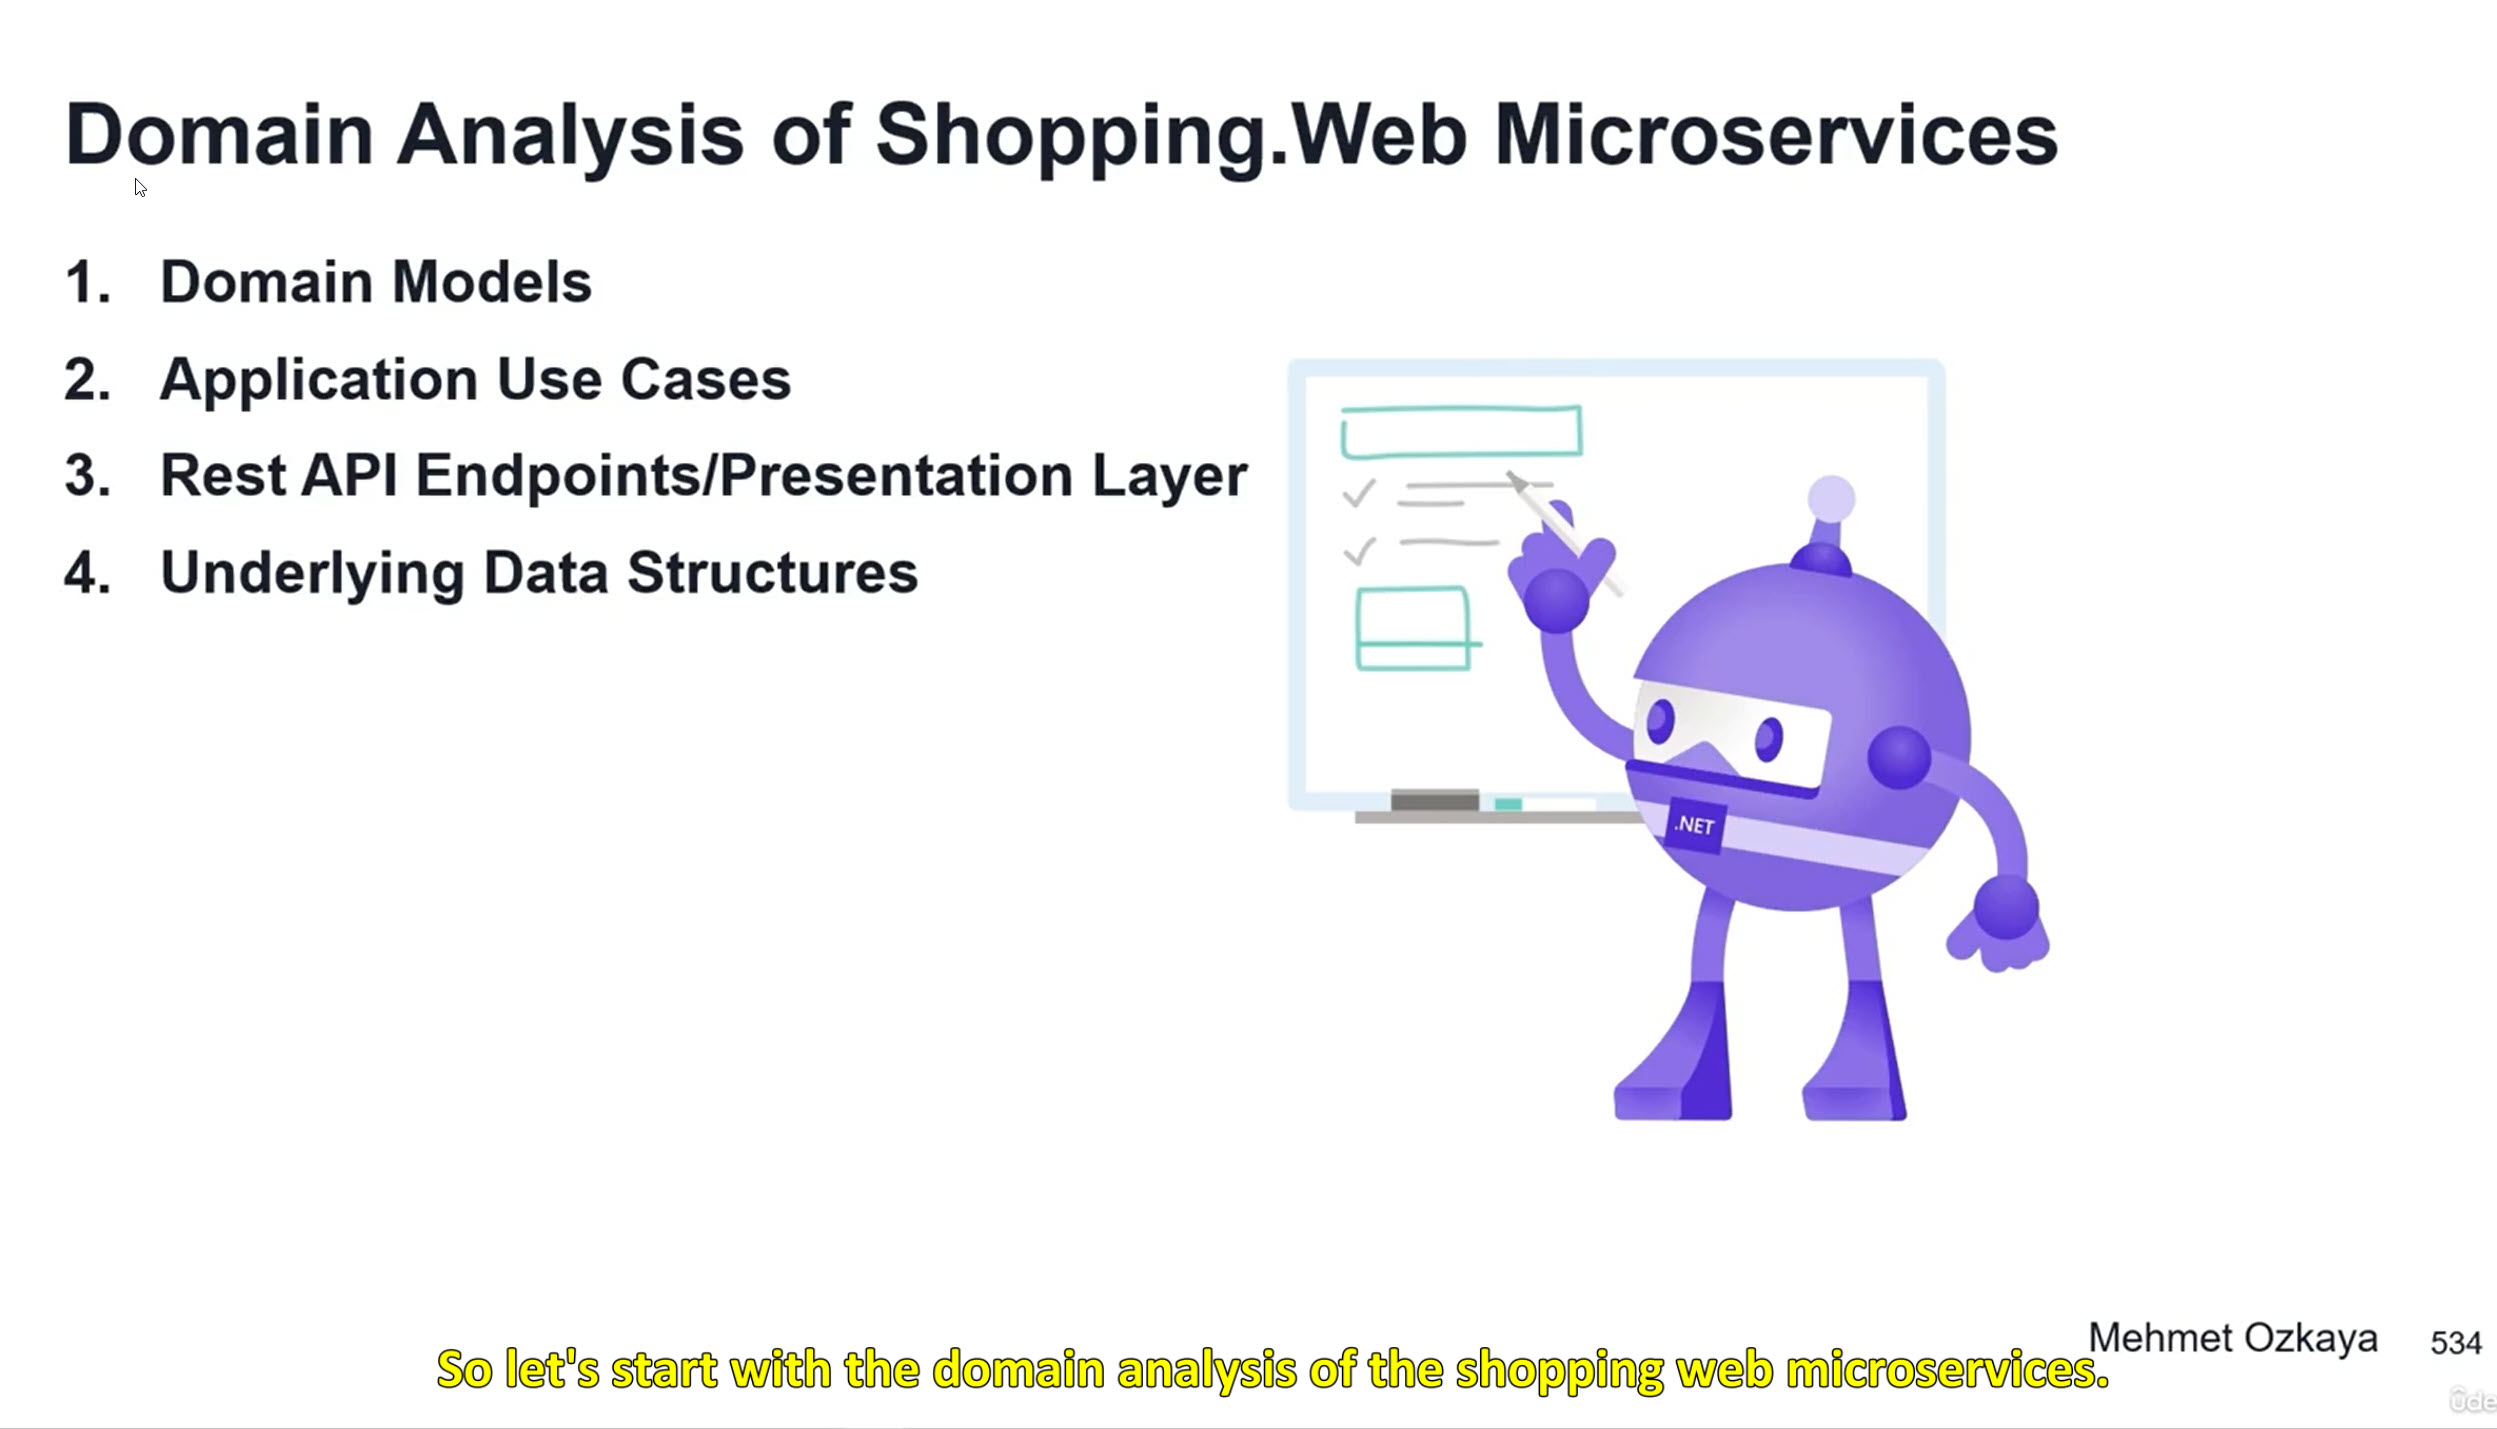 Domain Analysis of Shopping.Web Microservices
1. Domain Models
2. Application Use Cases
3. Rest API Endpoints/Presentation Layer
4. Underlying Data Structures
.NET
Mehmet Ozkaya 534
So let's start with the domain analysis of the shopping web microservices.